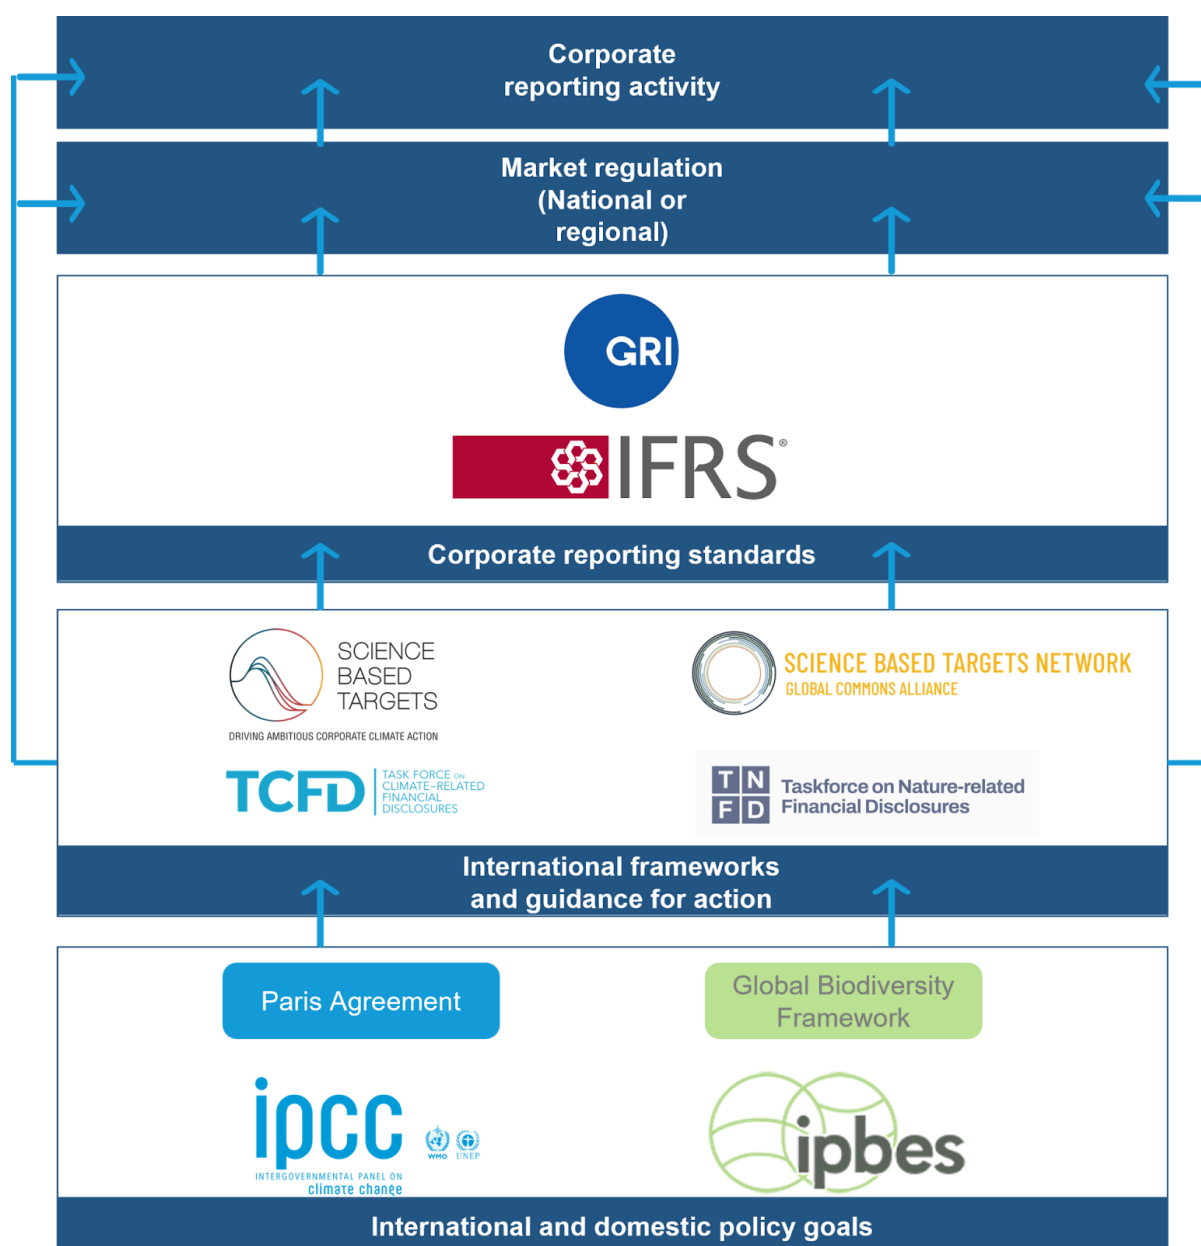 Corporate
reporting activity
Market regulation
(National or
regional)
GRI
IFRS®
Corporate reporting standards
SCIENCE
BASED
TARGETS
DRIVING AMBITIOUS CORPORATE CLIMATE ACTION
SCIENCE BASED TARGETS NETWORK
GLOBAL COMMONS ALLIANCE
TCFD
TASK FORCE ON
CLIMATE-RELATED
FINANCIAL
DISCLOSURES
TN
FD
Taskforce on Nature-related
Financial Disclosures
International frameworks
and guidance for action
Paris Agreement
Global Biodiversity
Framework
ipcc
WMO
UNEP
INTERGOVERNMENTAL PANEL ON
climate change
ipbes
International and domestic policy goals